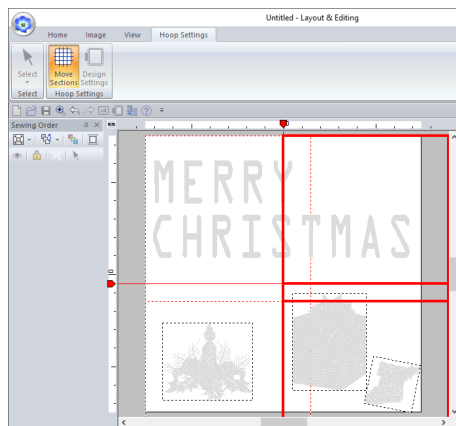 Untitled - Layout & Editing
Home Image View Hoop Settings
Select
Move Sections
Design Settings
Select Hoop Settings
Sewing Order
MERRY
CHRISTMAS